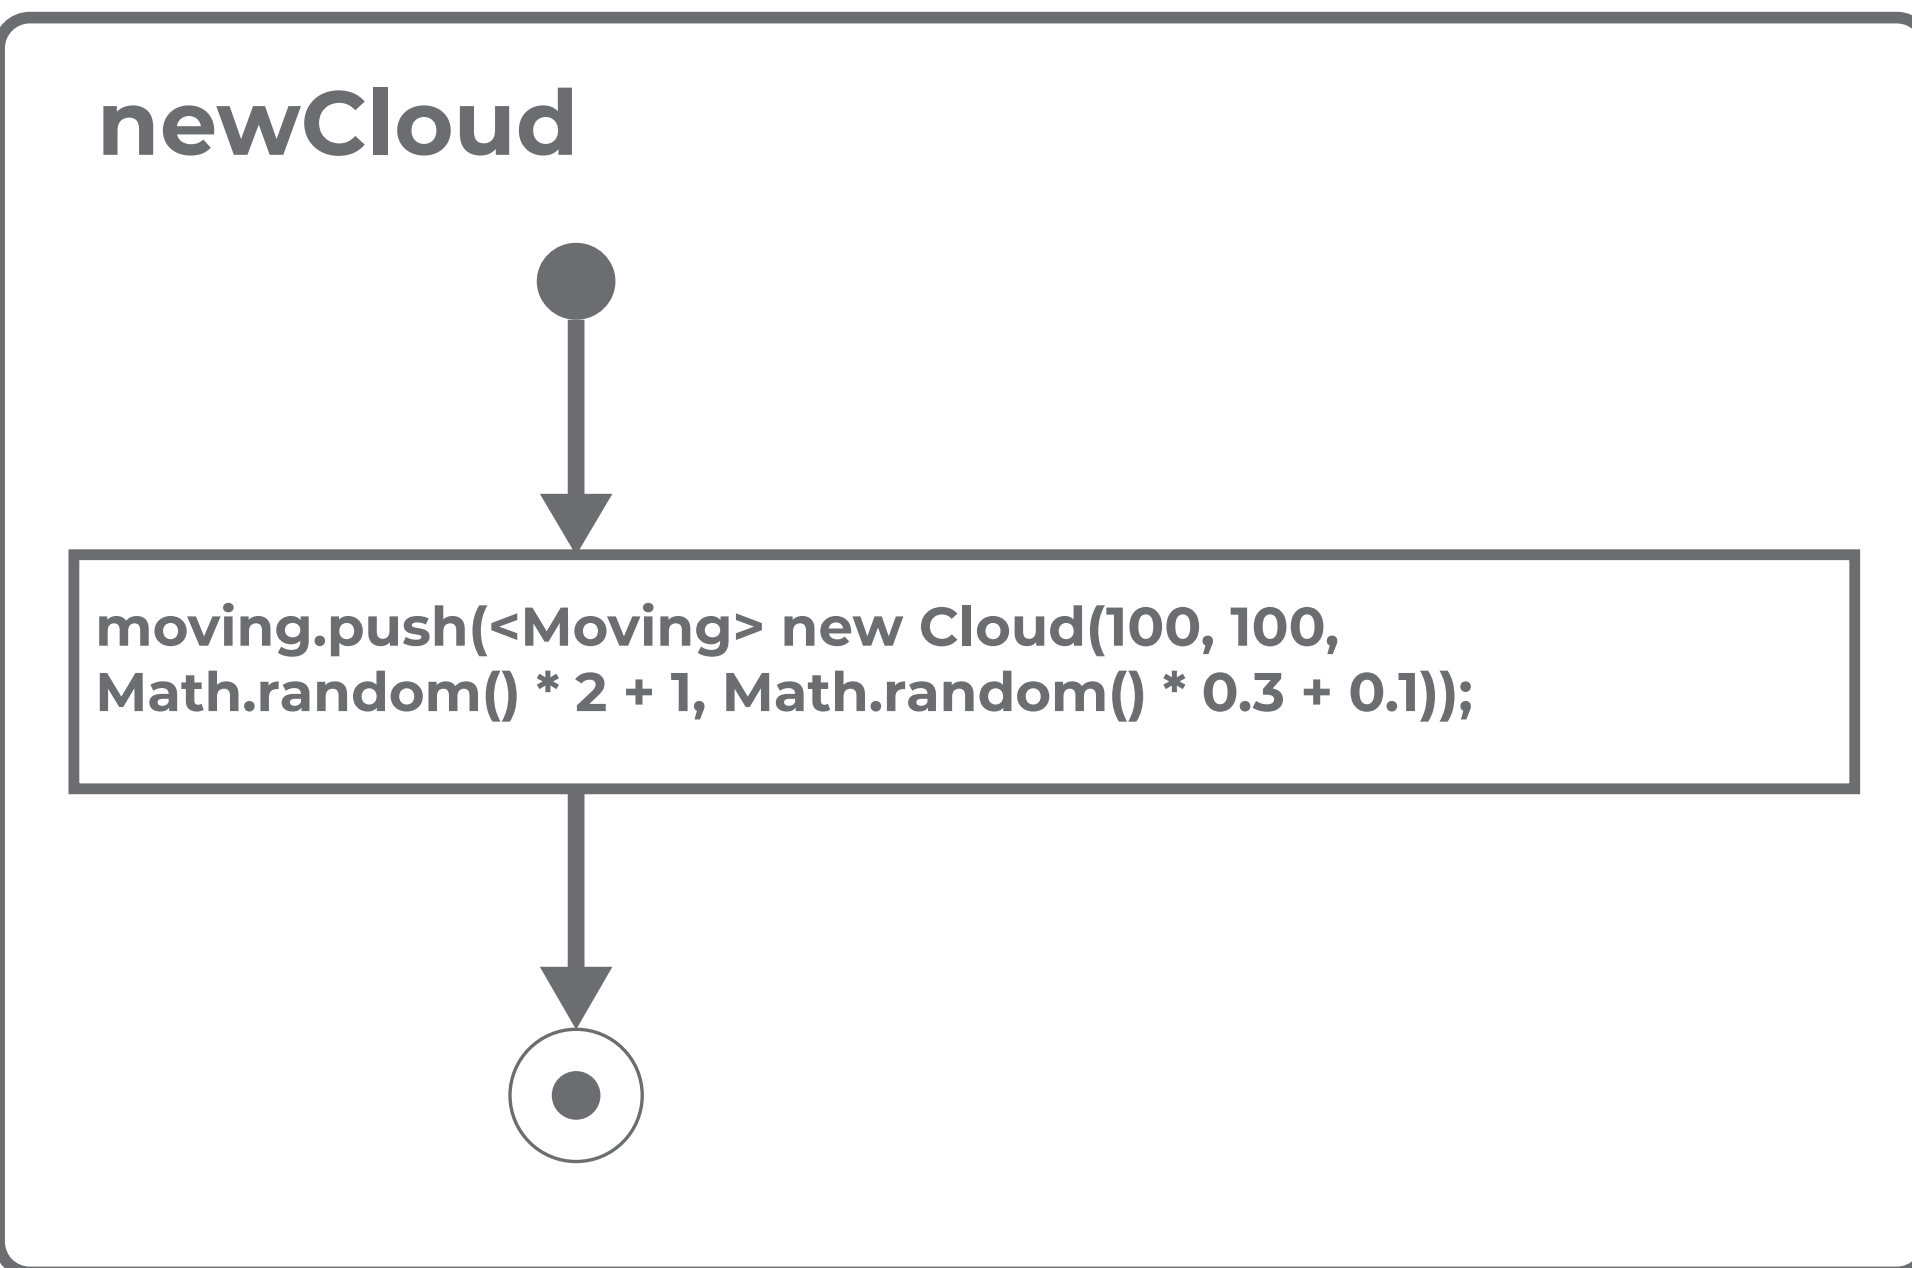 newCloud
moving.push(<Moving> new Cloud(100, 100,
Math.random() * 2 + 1, Math.random() * 0.3 + 0.1));